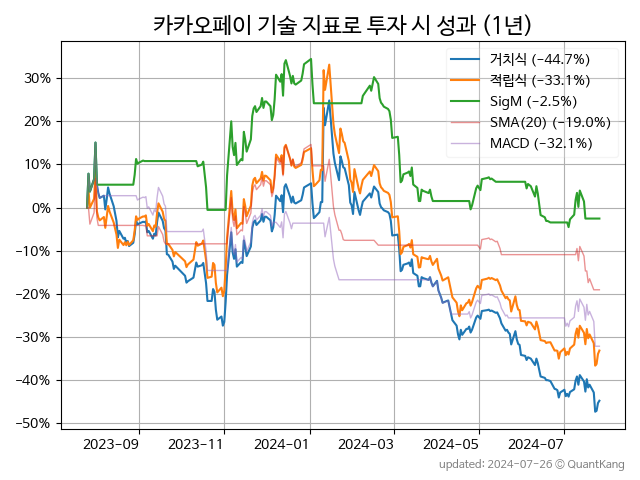 카카오페이 기술 지표로 투자 시 성과 (1년)
거치식 (−44.7%)
적립식 (−33.1%)
SigM (−2.5%)
SMA(20) (−19.0%)
MACD (−32.1%)
30%
20%
10%
0%
−10%
−20%
−30%
−40%
−50%
2023−09
2023−11
2024−01
2024−03
2024−05
2024−07
updated: 2024−07−26 © QuantKang